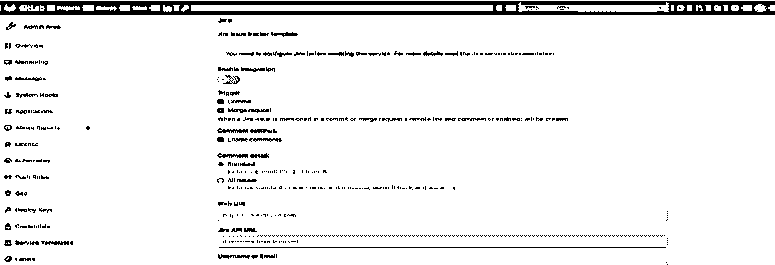 GitLab Projects Groups More
Admin Area
Overview
Monitoring
Messages
System Hooks
Applications
Abuse Reports
License
Kubernetes
Push Rules
Geo
Deploy Keys
Credentials
Service Templates
Labels
Jira
Jira issue tracker template
You need to configure Jira before enabling this service. For more details read the Jira service documentation.
Enable integration
Trigger
Commit
Merge request
When a Jira issue is mentioned in a commit or merge request a remote link and comment (if enabled) will be created.
Comment settings
Enable comments
Comment detail
Standard
All details
Web URL
Jira API URL
Username or Email